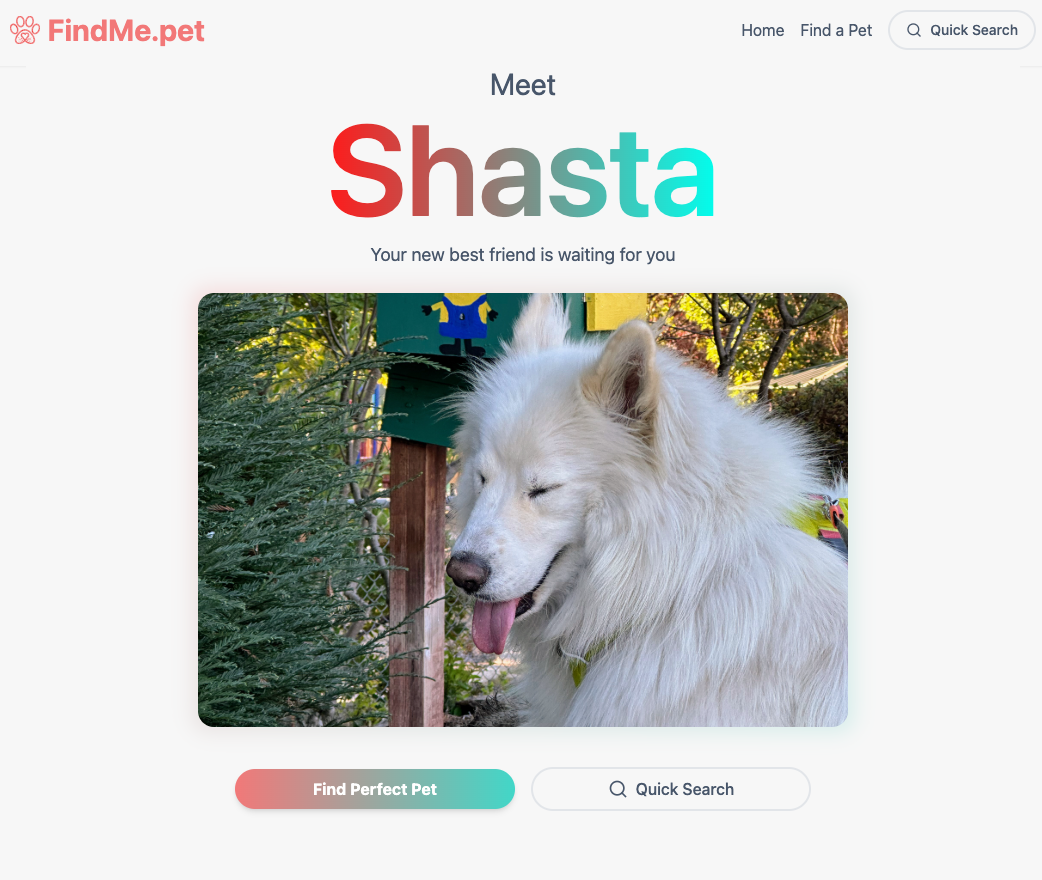 FindMe.pet
Home
Find a Pet
Quick Search
Meet
Shasta
Your new best friend is waiting for you
Find Perfect Pet
Quick Search